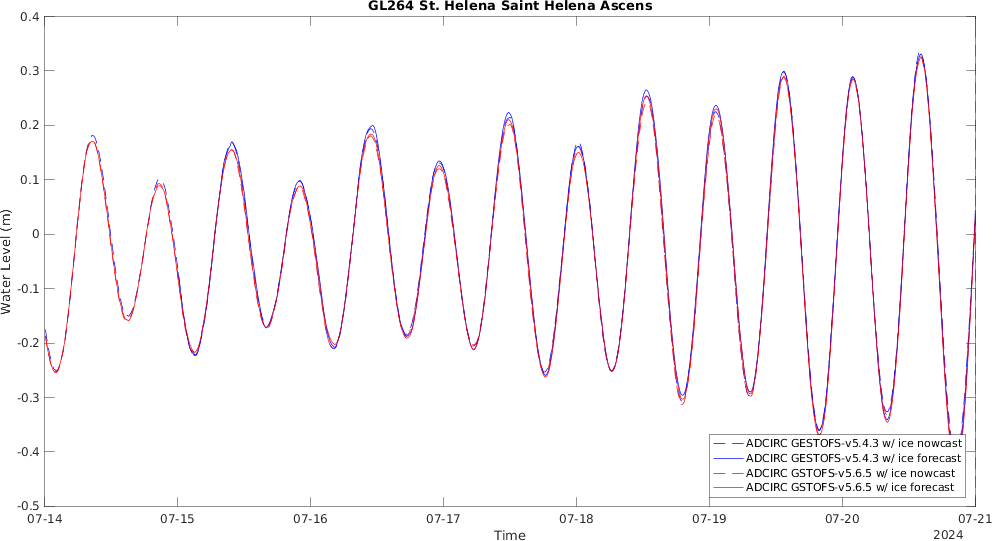 GL264 St. Helena Saint Helena Ascens
0.4
0.3
0.2
0.1
0
-0.1
-0.2
-0.3
-0.4
-0.5
Water Level (m)
ADCIRC GESTOFS-v5.4.3 w/ ice nowcast
ADCIRC GESTOFS-v5.4.3 w/ ice forecast
ADCIRC GSTOFS-v5.6.5 w/ ice nowcast
ADCIRC GSTOFS-v5.6.5 w/ ice forecast
07-14 07-15 07-16 07-17 07-18 07-19 07-20 07-21
Time
2024